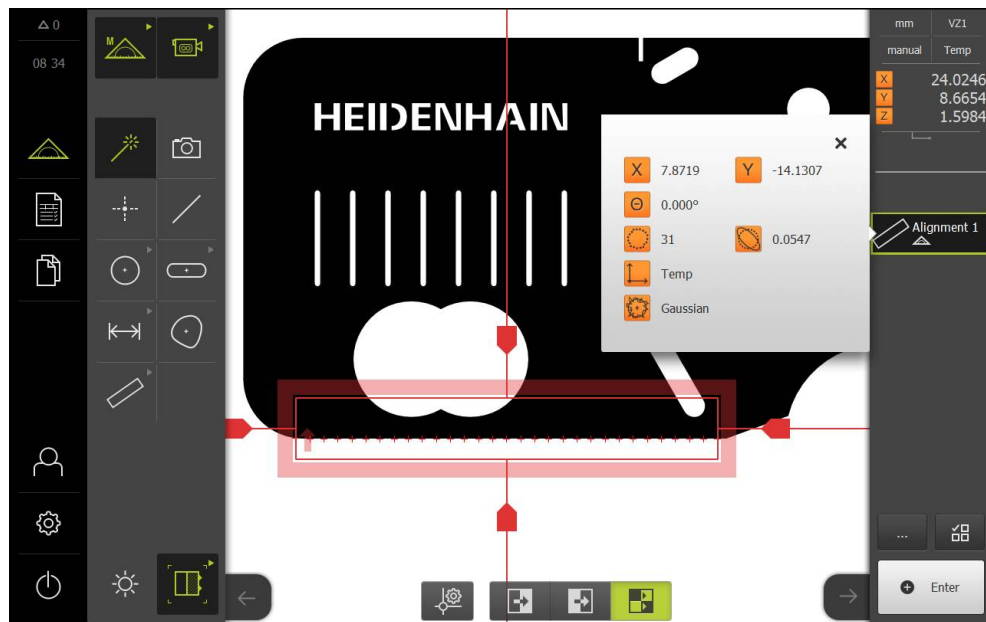 0
08 34
M
HEIDENHAIN
X 7.8719 Y -14.1307
Θ 0.000°
31 0.0547
Temp
Gaussian
mm VZ1
manual Temp
X 24.0246
Y 8.6654
Z 1.5984
Alignment 1
...
Enter